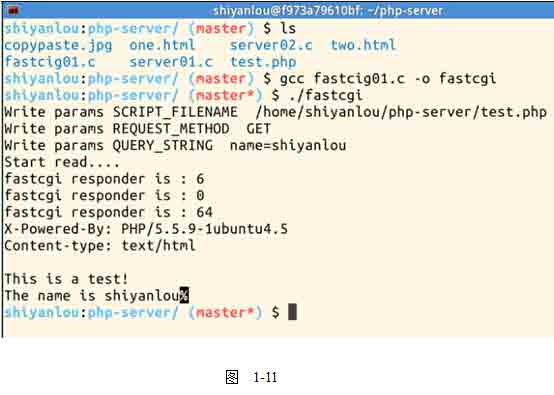 shiyanlou@f973a79610bf: ~/php-server
shiyanlou:php-server/ (master) $ ls
copypaste.jpg one.html server02.c two.html
fastcig01.c server01.c test.php
shiyanlou:php-server/ (master) $ gcc fastcig01.c -o fastcgi
shiyanlou:php-server/ (master*) $ ./fastcgi
Write params SCRIPT_FILENAME /home/shiyanlou/php-server/test.php
Write params REQUEST_METHOD GET
Write params QUERY_STRING name=shiyanlou
Start read....
fastcgi responder is : 6
fastcgi responder is : 0
fastcgi responder is : 64
X-Powered-By: PHP/5.5.9-1ubuntu4.5
Content-type: text/html
This is a test!
The name is shiyanlou%
shiyanlou:php-server/ (master*) $
图 1-11